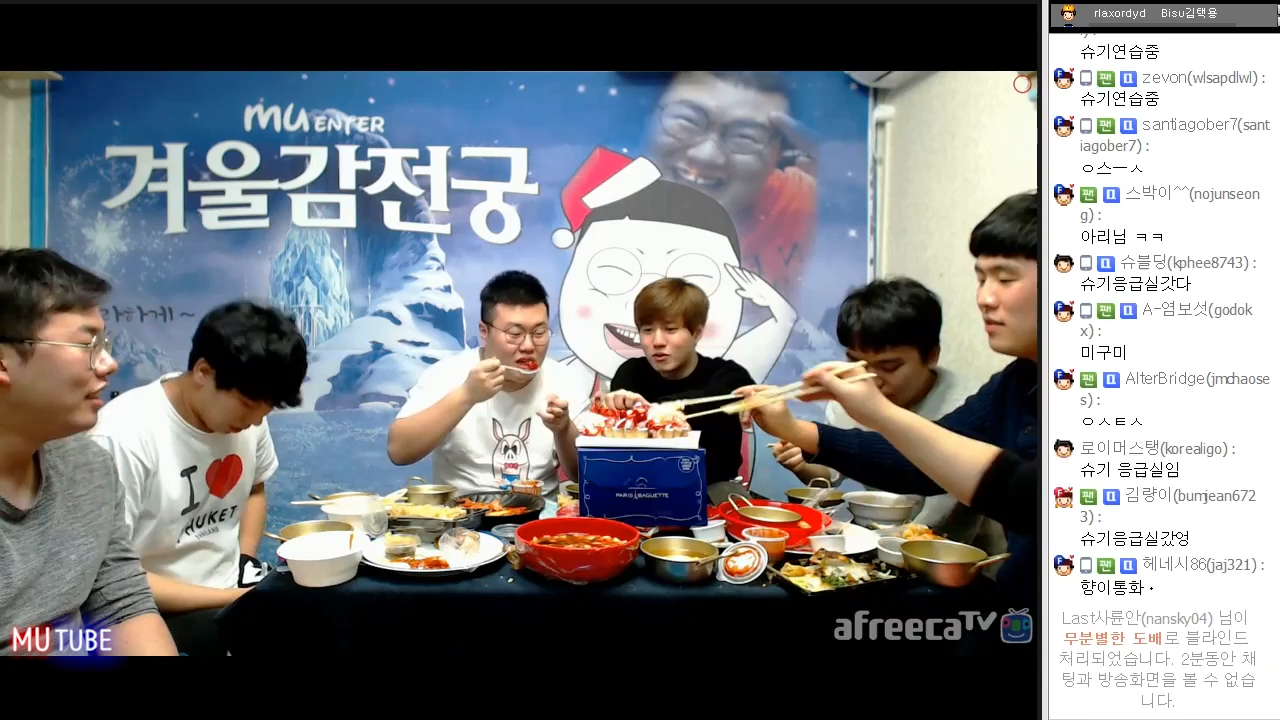 rlaxordyd Bisu김택용
슈기연습중
zevon(wlsapdlwl) :
슈기연습중
santiagober7(sant
iagober7) :
ㅇㅅㅡㅅ
스박이^^(nojunseon
g) :
아리님 ㅋㅋ
슈블딩(kphee8743) :
슈기응급실갓다
A-염보섯(godok
x) :
미구미
AlterBridge(jmchaose
s) :
ㅇㅅㄷㅅ
로이머스탱(korealigo) :
슈기응급실임
김량이(bumjean672
3) :
슈기응급실갔엉
헤네시86(jaj321) :
향이통화·
Last사륜안(nansky04) 님이
무분별한 도배로 블라인드
처리되었습니다. 2분동안 채
팅과 방송화면을 볼 수 없습
니다.
MU ENTER
겨울감전궁
라하게~
I
PHUKET
THAILAND
PARIS BAGUETTE
MUTUBE
afreecaTV